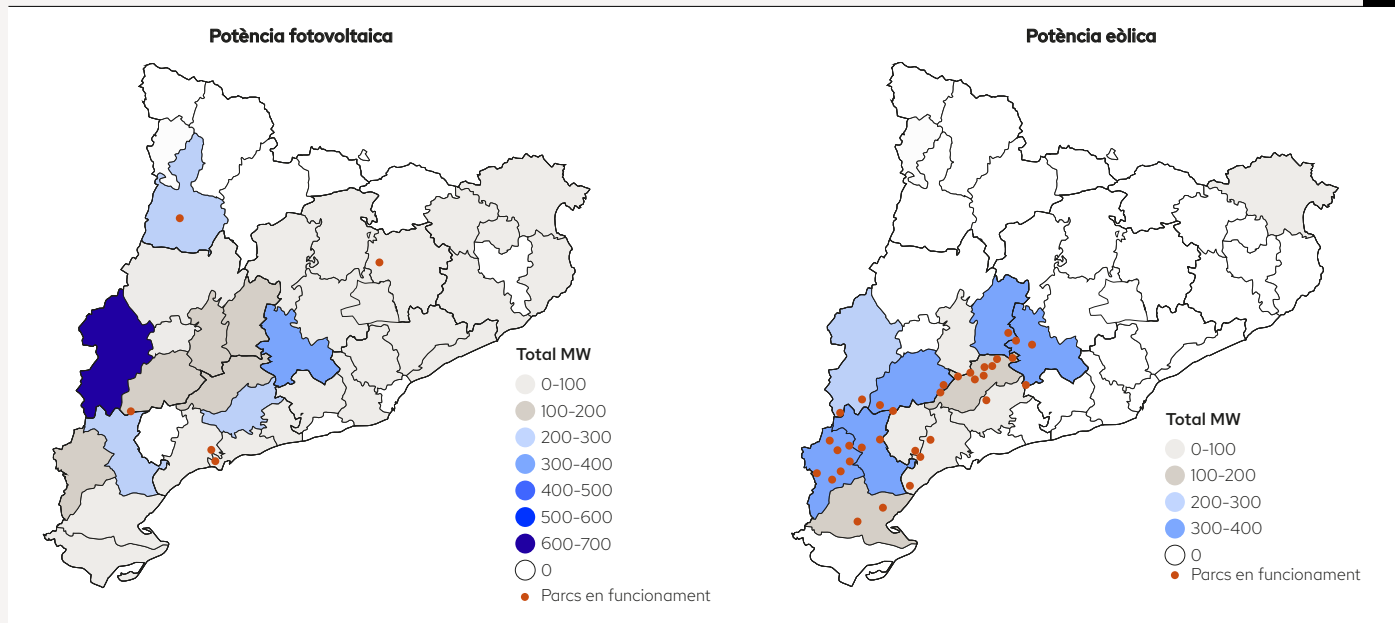 Potència fotovoltaica
Total MW
0-100
100-200
200-300
300-400
400-500
500-600
600-700
0
Parcs en funcionament
Potència eòlica
Total MW
0-100
100-200
200-300
300-400
0
Parcs en funcionament